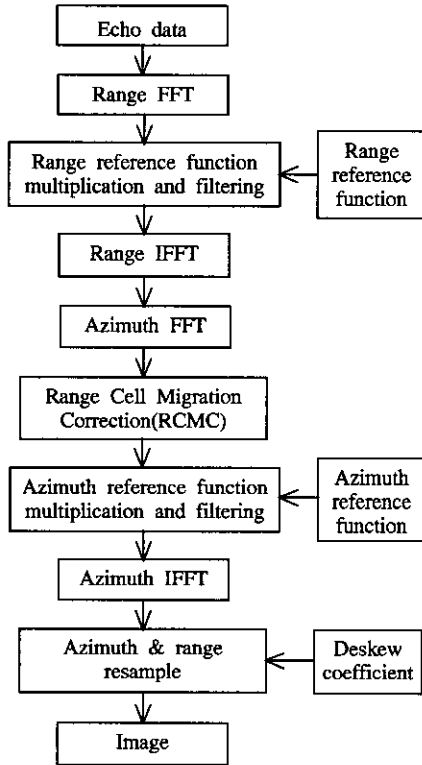 Echo data
Range FFT
Range reference function
multiplication and filtering
Range
reference
function
Range IFFT
Azimuth FFT
Range Cell Migration
Correction(RCMC)
Azimuth reference function
multiplication and filtering
Azimuth
reference
function
Azimuth IFFT
Azimuth & range
resample
Deskew
coefficient
Image